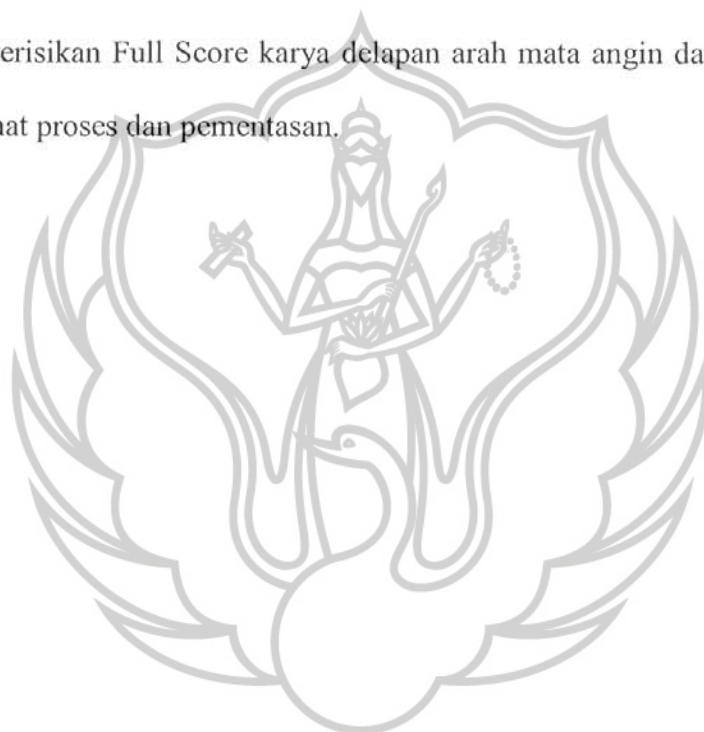 erisikan Full Score karya delapan arah mata angin da
at proses dan pementasan.